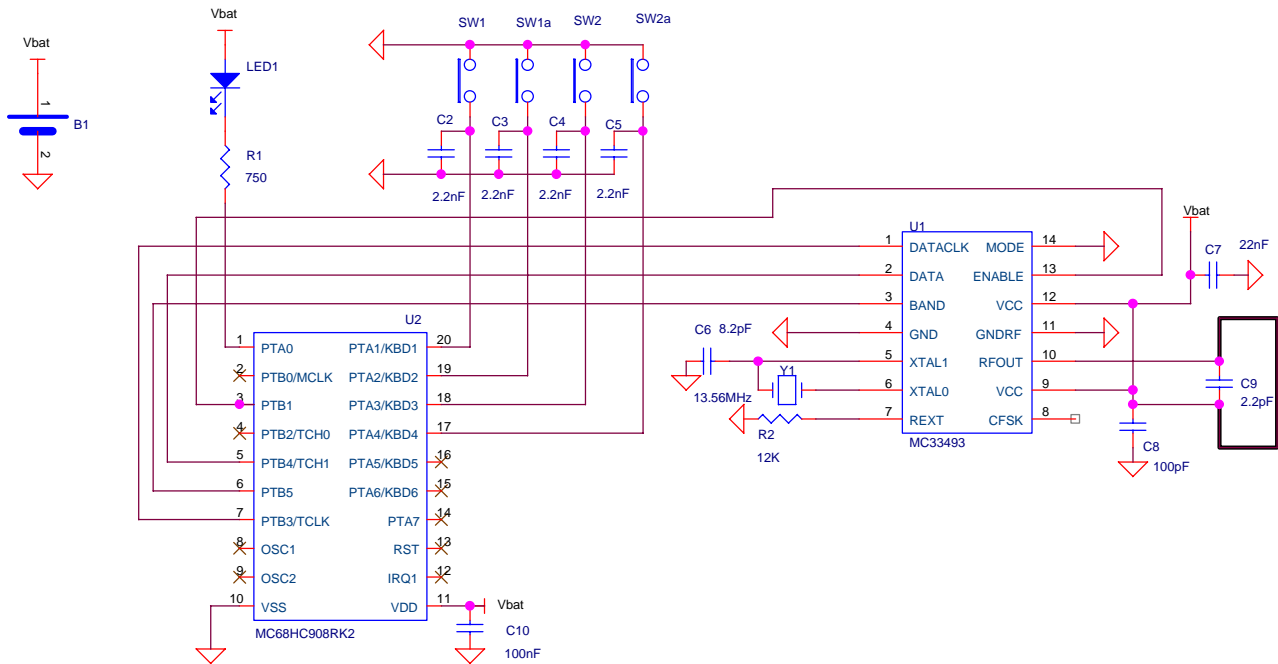 SW1 SW1a SW2 SW2a
Vbat
Vbat
LED1
1
B1
2
C2 C3 C4 C5
R1
750
2.2nF 2.2nF 2.2nF 2.2nF
Vbat
U1
1 DATACLK MODE 14
C7 22nF
2 DATA ENABLE 13
3 BAND VCC 12
4 GND GNDRF 11
C6 8.2pF
5 XTAL1 RFOUT 10
Y1
6 XTAL0 VCC 9
C9
13.56MHz
2.2pF
7 REXT CFSK 8
R2
MC33493
C8
12K
100pF
U2
1 PTA0 PTA1/KBD1 20
2 PTB0/MCLK PTA2/KBD2 19
3 PTB1 PTA3/KBD3 18
4 PTB2/TCH0 PTA4/KBD4 17
5 PTB4/TCH1 PTA5/KBD5 16
6 PTB5 PTA6/KBD6 15
7 PTB3/TCLK PTA7 14
8 OSC1 RST 13
9 OSC2 IRQ1 12
10 VSS VDD 11
Vbat
MC68HC908RK2
C10
100nF